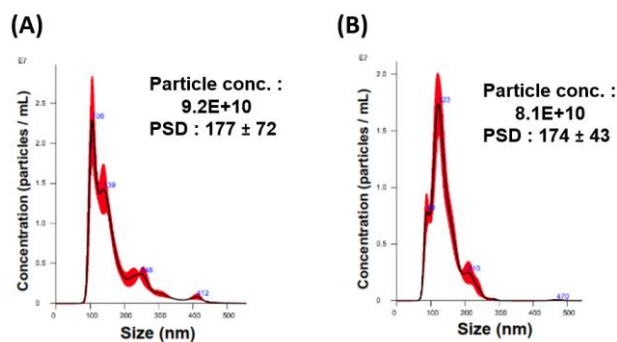 (A)
E7
Particle conc. :
9.2E+10
PSD : 177 ± 72
Concentration (particles / mL)
2.5
2.0
1.5
1.0
0.5
0
0
100
200
300
400
500
412
Size (nm)
(B)
E7
Particle conc. :
8.1E+10
PSD : 174 ± 43
Concentration (particles / mL)
2.0
1.5
1.0
0.5
0
0
100
200
300
400
500
470
Size (nm)